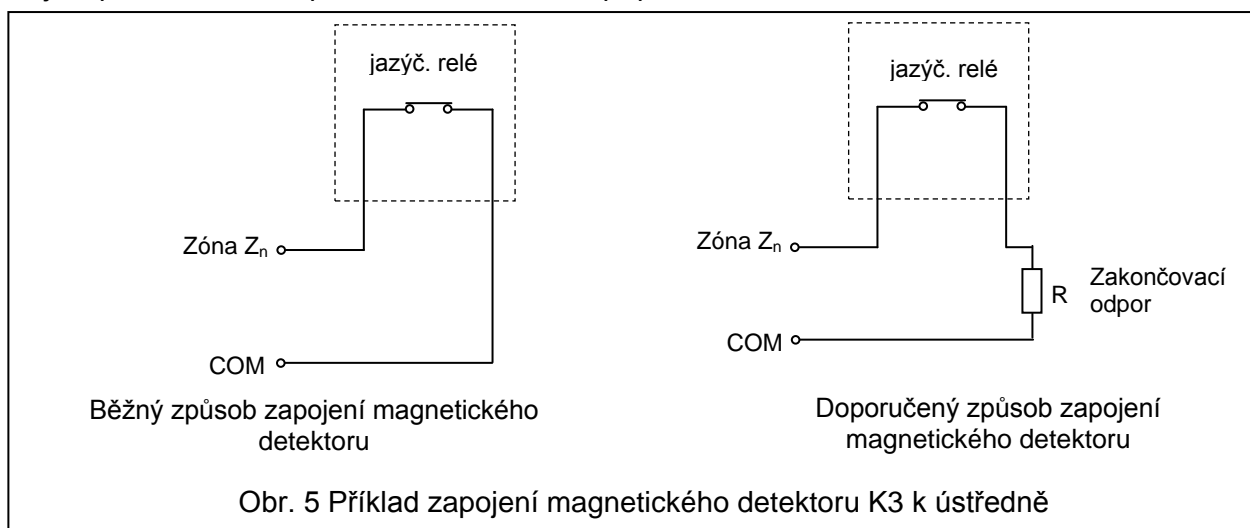 jazýč. relé
Zóna Zn
COM
Běžný způsob zapojení magnetického
detektoru
jazýč. relé
Zóna Zn
R
Zakončovací
odpor
COM
Doporučený způsob zapojení
magnetického detektoru
Obr. 5 Příklad zapojení magnetického detektoru K3 k ústředně